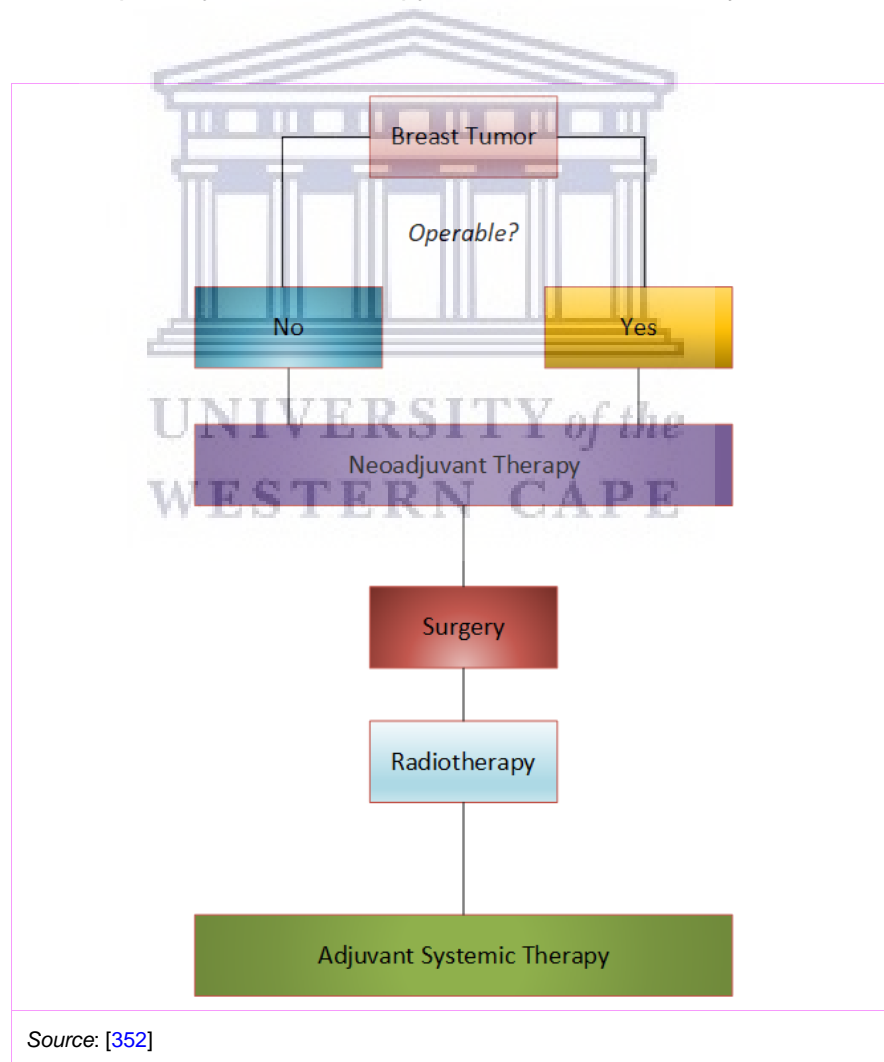 Breast Tumor
Operable?
No
Yes
UNIVERSITY of the
Neoadjuvant Therapy
WESTERN CAPE
Surgery
Radiotherapy
Adjuvant Systemic Therapy
Source: [352]